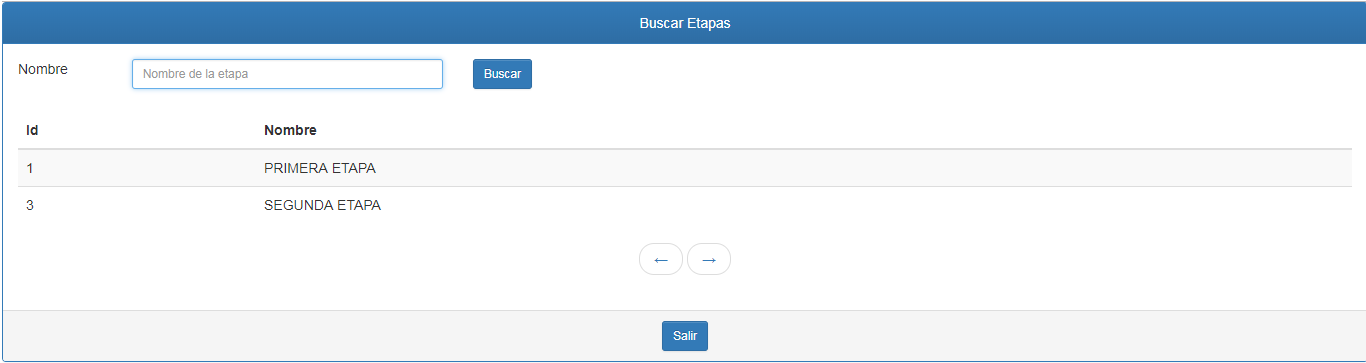 Buscar Etapas
Nombre Nombre de la etapa Buscar
Id Nombre
1 PRIMERA ETAPA
3 SEGUNDA ETAPA
← →
Salir